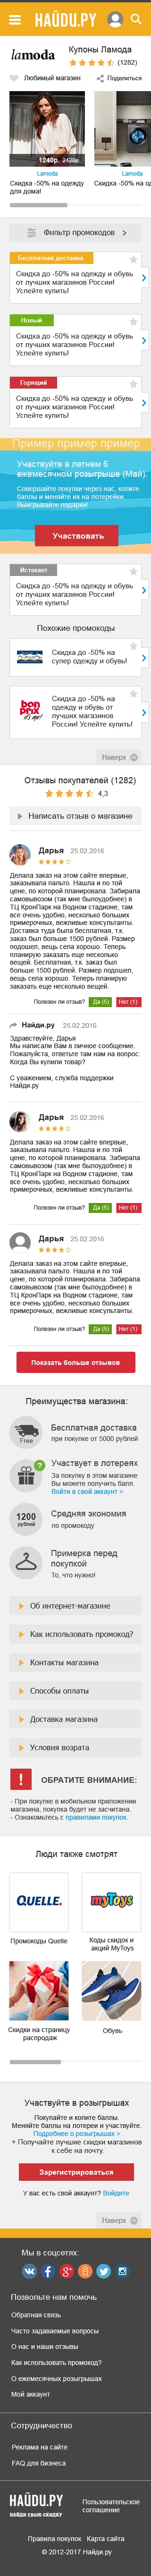 НАЙDУ.РУ
lamoda
Купоны Ламода
(1282)
Любимый магазин
Поделиться
1240р. 2120р.
Lamoda
Lamoda
Скидка -50% на одежду
для дома!
Скидка -50% на од
Фильтр промокодов
Бесплатная доставка
Скидка до -50% на одежду и обувь
от лучших магазинов России!
Успейте купить!
Новый
Скидка до -50% на одежду и обувь
от лучших магазинов России!
Успейте купить!
Горящий
Скидка до -50% на одежду и обувь
от лучших магазинов России!
Успейте купить!
Пример пример пример
Участвуйте в летнем 6
ежемесячном розыгрыше (Май).
Совершайте покупки через нас, копите
баллы и меняйте их на лотерейки.
Выигрывайте подарки!
Участвовать
Истекает
Скидка до -50% на одежду и обувь
от лучших магазинов России!
Успейте купить!
Похожие промокоды
Скидка до -50% на
супер одежду и обувь!
bon prix
it's me!
Скидка до -50% на
одежду и обувь от
лучших магазинов
России! Успейте купить!
Наверх
Отзывы покупателей (1282)
4,3
Написать отзыв о магазине
Дарья 25.02.2016
Делала заказ на этом сайте впервые,
заказывала пальто. Нашла и по той
цене, по которой планировала. Забирала
самовывозом (так мне былоудобнее) в
ТЦ КронПарк на Водном стадионе. Итак,
там очень удобно, несколько больших
примерочных, вежливые консультанты.
Доставка туда была бесплатная, т.к.
заказ был больше 1500 рублей. Размер
подошел, вещь села хорошо. Теперь
планирую заказать еще несколько
вещей. Бесплатная, т.к. заказ был
больше 1500 рублей. Размер подошел,
вещь села хорошо. Теперь планирую
заказать еще несколько вещей.
Полезен ли отзыв? Да (5) Нет (1)
Найди.ру 25.02.2016
Здравствуйте, Дарья
Мы написали Вам в личное сообщение.
Пожалуйста, ответьте там нам на вопрос:
Когда Вы купили товар?
С уважением, служба поддержки
Найди.ру
Дарья 25.02.2016
Делала заказ на этом сайте впервые,
заказывала пальто. Нашла и по той
цене, по которой планировала. Забирала
самовывозом (так мне былоудобнее) в
ТЦ КронПарк на Водном стадионе. Итак,
там очень удобно, несколько больших
примерочных, вежливые консультанты.
Полезен ли отзыв? Да (5) Нет (1)
Дарья 25.02.2016
Делала заказ на этом сайте впервые,
заказывала пальто. Нашла и по той
цене, по которой планировала. Забирала
самовывозом (так мне былоудобнее) в
ТЦ КронПарк на Водном стадионе. Итак,
там очень удобно, несколько больших
примерочных, вежливые консультанты
Полезен ли отзыв? Да (5) Нет (1)
Показать больше отзывов
Преимущества магазина:
Free
Бесплатная доставка
при покупке от 5000 рублей
?
Участвует в лотереях
За покупку в этом магазине
Вы можете получить балл.
Войти в свой аккаунт >
1200
рублей
Средняя экономия
по промокоду
Примерка перед
покупкой
То, что нужно!
Об интернет-магазине
Как использовать промокод?
Контакты магазина
Способы оплаты
Доставка магазина
Условия возрата
!
ОБРАТИТЕ ВНИМАНИЕ:
- При покупке в мобильном приложении
магазина, покупка будет не засчитана.
- Ознакомьтесь с правилами покупок.
Люди также смотрят
QUELLE.
myToys
Промокоды Quelle
Коды скидок и
акций MyToys
Скидки на страницу
распродаж
Обувь
Участвуйте в розыгрышах
Покупайте и копите баллы.
Меняйте баллы на лотереи и участвуйте.
Подробнее о розыгрышах >
+ Получайте лучшие скидки магазинов
к себе на почту.
Зарегистрироваться
У вас есть свой аккаунт? Войдите
Наверх
Мы в соцсетях:
Позвольте нам помочь
Обратная связь
Часто задаваемые вопросы
О нас и наши отзывы
Как использовать промокод?
О ежемесячных розыгрышах
Мой аккаунт
Сотрудничество
Реклама на сайте
FAQ для бизнеса
НАЙDУ.РУ
НАЙDИ СВОЮ СКИДКУ
Пользовательское
соглашение
Правила покупок Карта сайта
© 2012-2017 Найди.ру